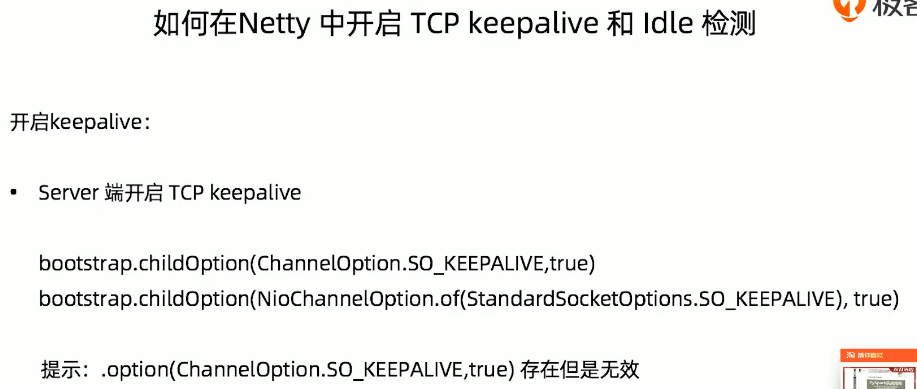 如何在Netty 中开启 TCP keepalive 和 Idle 检测
极客
开启keepalive：
• Server 端开启 TCP keepalive
bootstrap.childOption(ChannelOption.SO_KEEPALIVE,true)
bootstrap.childOption(NioChannelOption.of(StandardSocketOptions.SO_KEEPALIVE), true)
提示：.option(ChannelOption.SO_KEEPALIVE,true) 存在但是无效